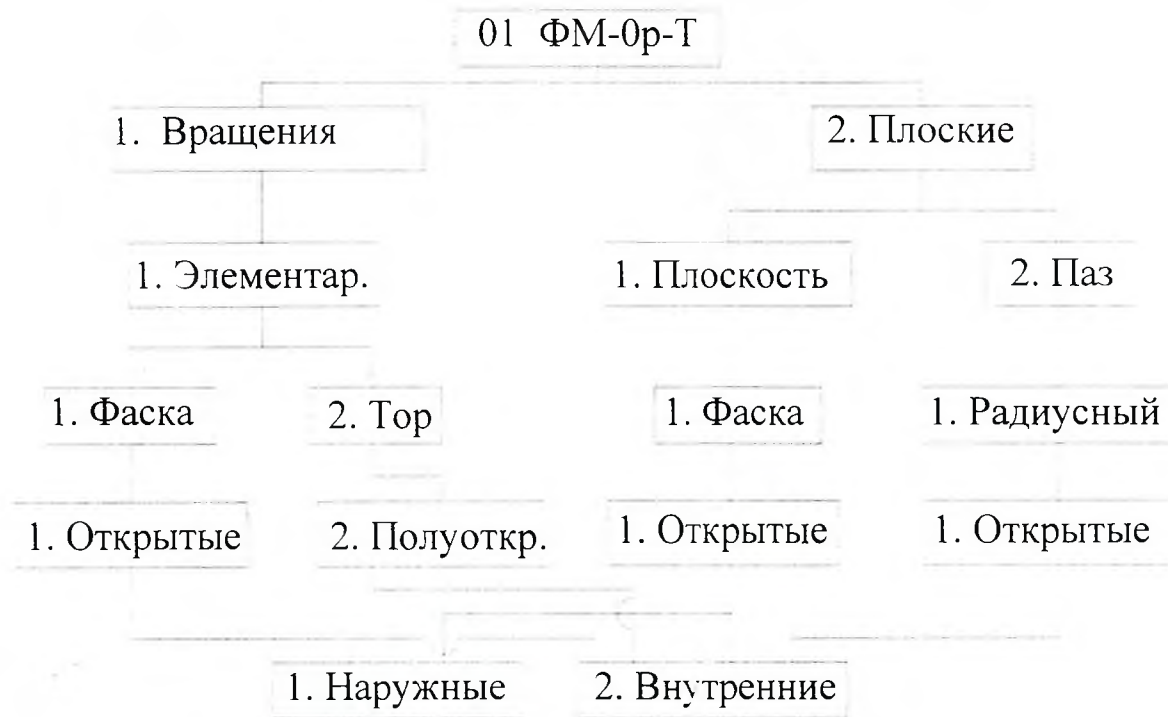 01 ФМ-0р-Т
1. Вращения
2. Плоские
1. Элементар.
1. Плоскость
2. Паз
1. Фаска
2. Тор
1. Фаска
1. Радиусный
1. Открытые
2. Полуоткр.
1. Открытые
1. Открытые
1. Наружные
2. Внутренние